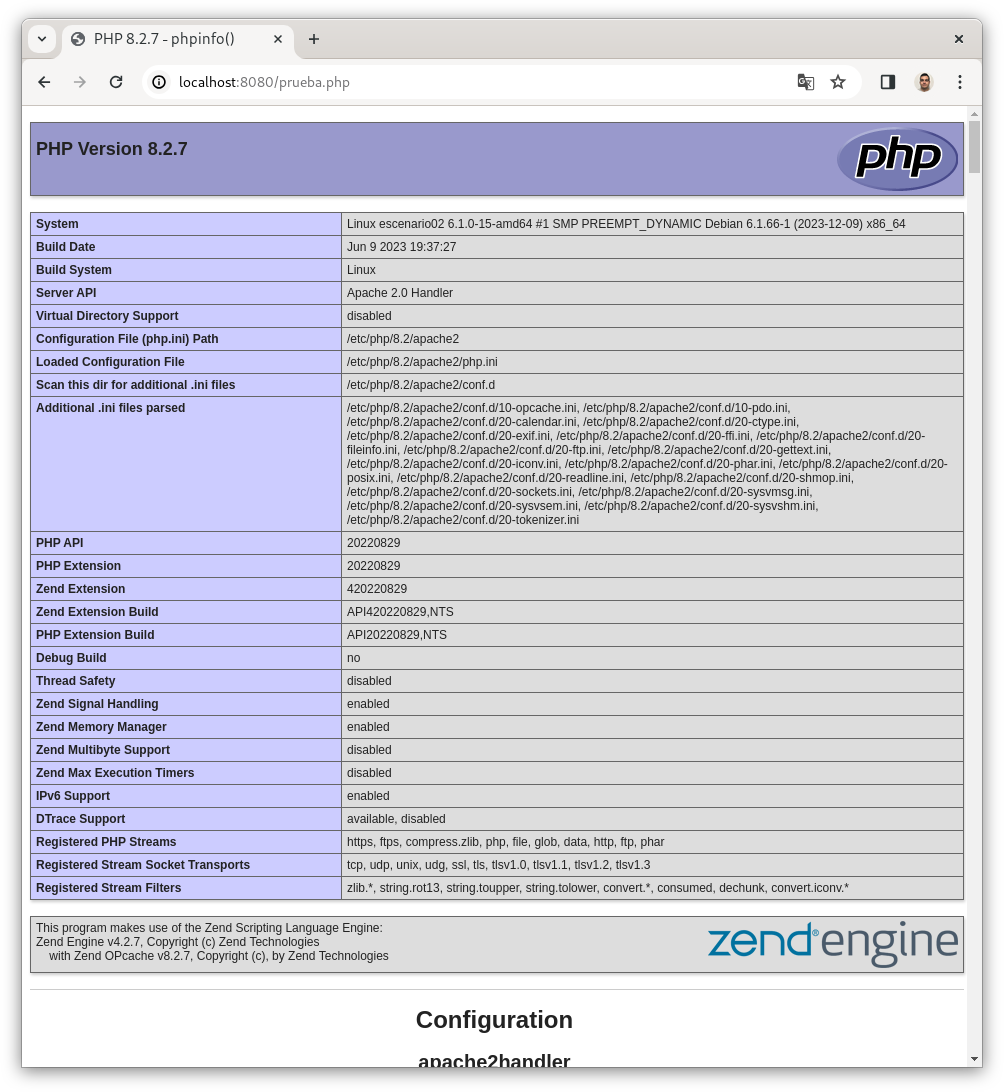 PHP 8.2.7 - phpinfo()
localhost:8080/prueba.php
PHP Version 8.2.7
php
System Linux escenario02 6.1.0-15-amd64 #1 SMP PREEMPT_DYNAMIC Debian 6.1.66-1 (2023-12-09) x86_64
Build Date Jun 9 2023 19:37:27
Build System Linux
Server API Apache 2.0 Handler
Virtual Directory Support disabled
Configuration File (php.ini) Path /etc/php/8.2/apache2
Loaded Configuration File /etc/php/8.2/apache2/php.ini
Scan this dir for additional .ini files /etc/php/8.2/apache2/conf.d
Additional .ini files parsed /etc/php/8.2/apache2/conf.d/10-opcache.ini, /etc/php/8.2/apache2/conf.d/10-pdo.ini,
/etc/php/8.2/apache2/conf.d/20-calendar.ini, /etc/php/8.2/apache2/conf.d/20-ctype.ini,
/etc/php/8.2/apache2/conf.d/20-exif.ini, /etc/php/8.2/apache2/conf.d/20-ffi.ini, /etc/php/8.2/apache2/conf.d/20-
fileinfo.ini, /etc/php/8.2/apache2/conf.d/20-ftp.ini, /etc/php/8.2/apache2/conf.d/20-gettext.ini,
/etc/php/8.2/apache2/conf.d/20-iconv.ini, /etc/php/8.2/apache2/conf.d/20-phar.ini, /etc/php/8.2/apache2/conf.d/20-
posix.ini, /etc/php/8.2/apache2/conf.d/20-readline.ini, /etc/php/8.2/apache2/conf.d/20-shmop.ini,
/etc/php/8.2/apache2/conf.d/20-sockets.ini, /etc/php/8.2/apache2/conf.d/20-sysvmsg.ini,
/etc/php/8.2/apache2/conf.d/20-sysvsem.ini, /etc/php/8.2/apache2/conf.d/20-sysvshm.ini,
/etc/php/8.2/apache2/conf.d/20-tokenizer.ini
PHP API 20220829
PHP Extension 20220829
Zend Extension 420220829
Zend Extension Build API420220829,NTS
PHP Extension Build API20220829,NTS
Debug Build no
Thread Safety disabled
Zend Signal Handling enabled
Zend Memory Manager enabled
Zend Multibyte Support disabled
Zend Max Execution Timers disabled
IPv6 Support enabled
DTrace Support available, disabled
Registered PHP Streams https, ftps, compress.zlib, php, file, glob, data, http, ftp, phar
Registered Stream Socket Transports tcp, udp, unix, udg, ssl, tls, tlsv1.0, tlsv1.1, tlsv1.2, tlsv1.3
Registered Stream Filters zlib.*, string.rot13, string.toupper, string.tolower, convert.*, consumed, dechunk, convert.iconv.*
This program makes use of the Zend Scripting Language Engine:
Zend Engine v4.2.7, Copyright (c) Zend Technologies
with Zend OPcache v8.2.7, Copyright (c), by Zend Technologies
zend®engine
Configuration
apache2handler